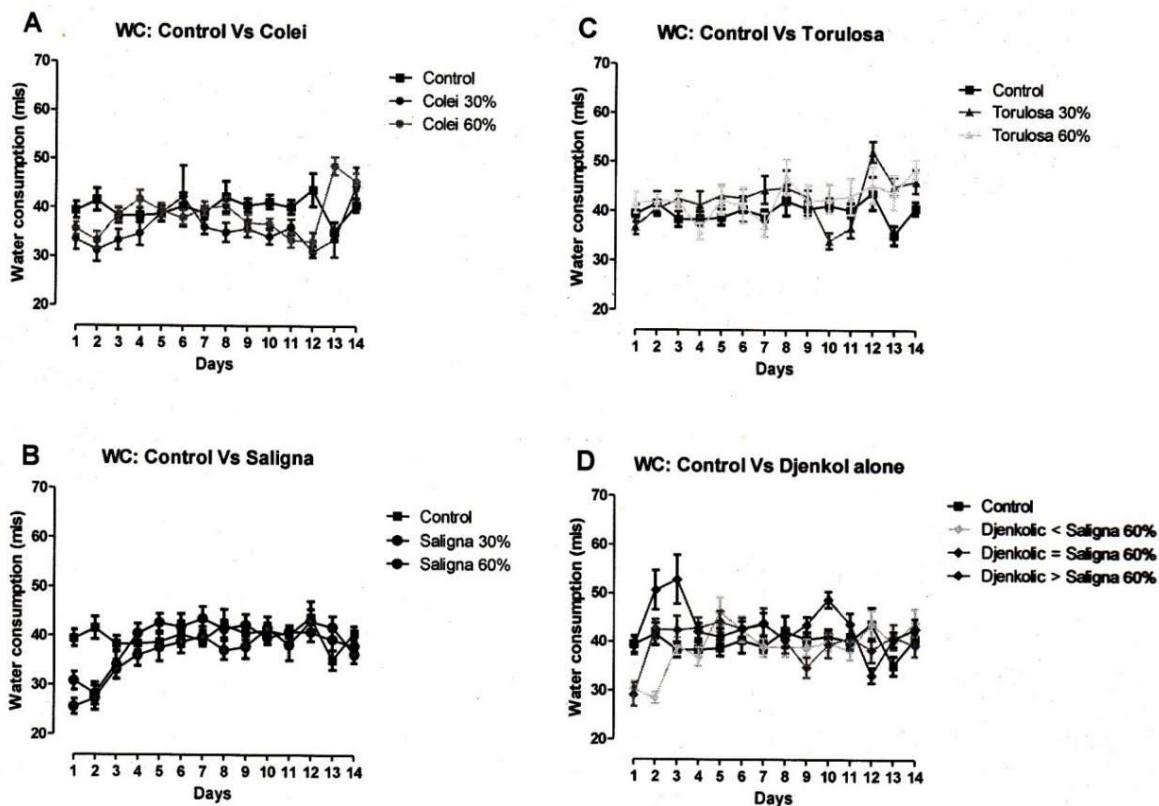 A
WC: Control Vs Colei
Water consumption (mls)
70
60
50
40
30
20
Control
Colei 30%
Colei 60%
1 2 3 4 5 6 7 8 9 10 11 12 13 14
Days
C
WC: Control Vs Torulosa
Water consumption (mls)
70
60
50
40
30
20
Control
Torulosa 30%
Torulosa 60%
1 2 3 4 5 6 7 8 9 10 11 12 13 14
Days
B
WC: Control Vs Saligna
Water consumption (mls)
70
60
50
40
30
20
Control
Saligna 30%
Saligna 60%
1 2 3 4 5 6 7 8 9 10 11 12 13 14
Days
D
WC: Control Vs Djenkol alone
Water consumption (mls)
70
60
50
40
30
20
Control
Djenkolic < Saligna 60%
Djenkolic = Saligna 60%
Djenkolic > Saligna 60%
1 2 3 4 5 6 7 8 9 10 11 12 13 14
Days